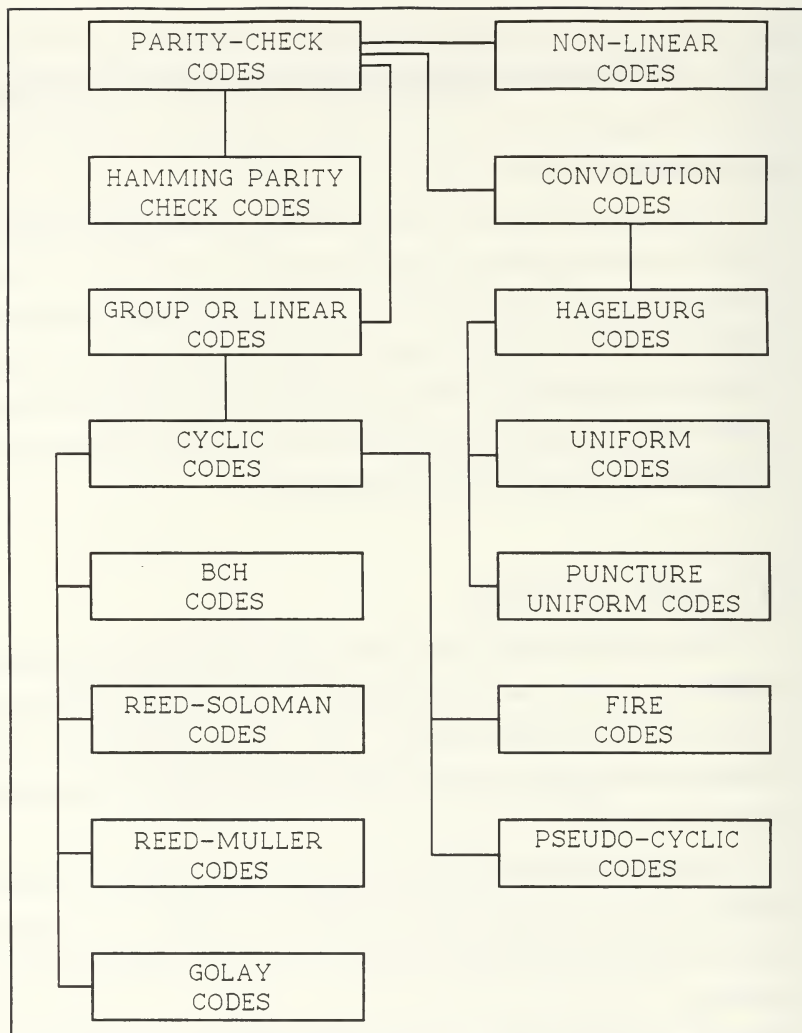 PARITY-CHECK
CODES
NON-LINEAR
CODES
HAMMING PARITY
CHECK CODES
CONVOLUTION
CODES
GROUP OR LINEAR
CODES
HAGELBURG
CODES
CYCLIC
CODES
UNIFORM
CODES
BCH
CODES
PUNCTURE
UNIFORM CODES
REED-SOLOMAN
CODES
FIRE
CODES
REED-MULLER
CODES
PSEUDO-CYCLIC
CODES
GOLAY
CODES